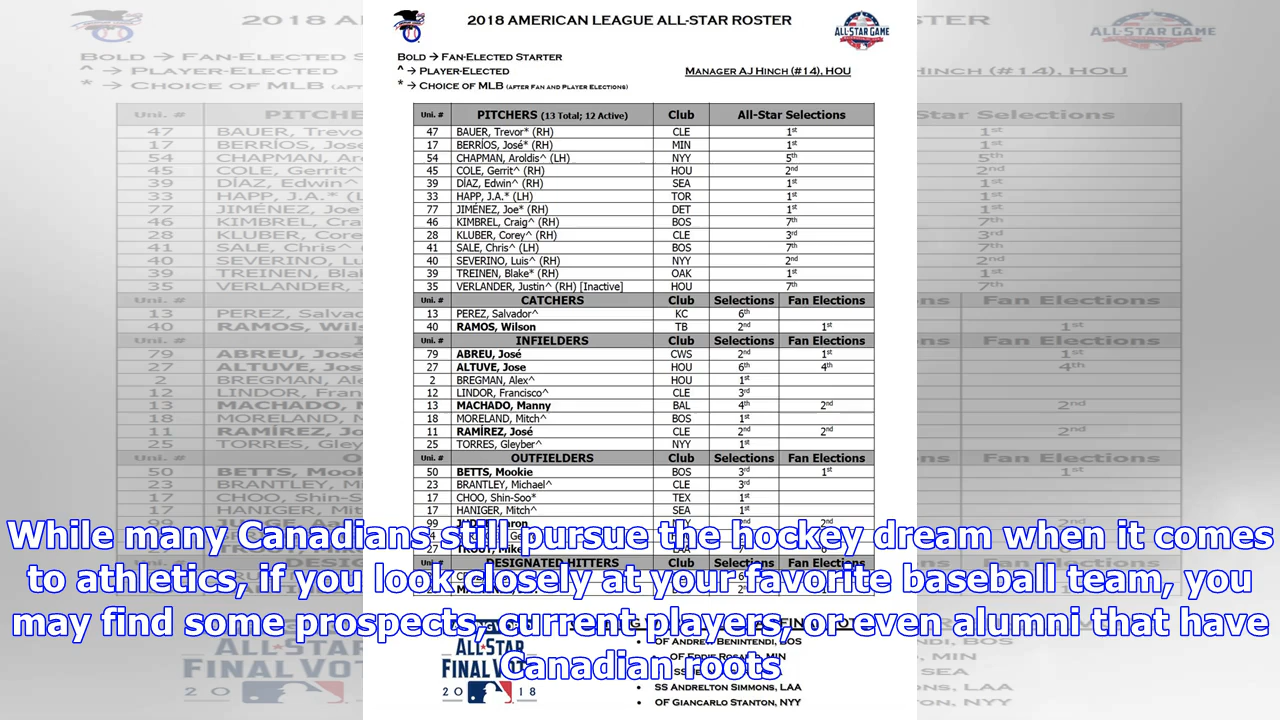 2018 AMERICAN LEAGUE ALL-STAR ROSTER
ALL-STAR GAME
BOLD → FAN-ELECTED STARTER
^ → PLAYER-ELECTED
MANAGER AJ HINCH (#14), HOU
* → CHOICE OF MLB (AFTER FAN AND PLAYER ELECTIONS)
Uni. # PITCHERS (13 Total; 12 Active) Club All-Star Selections
47 BAUER, Trevor* (RH) CLE 1st
17 BERRÍOS, José* (RH) MIN 1st
54 CHAPMAN, Aroldis^ (LH) NYY 5th
45 COLE, Gerrit^ (RH) HOU 2nd
39 DÍAZ, Edwin^ (RH) SEA 1st
33 HAPP, J.A.* (LH) TOR 1st
77 JIMÉNEZ, Joe* (RH) DET 1st
46 KIMBREL, Craig^ (RH) BOS 7th
28 KLUBER, Corey^ (RH) CLE 3rd
41 SALE, Chris^ (LH) BOS 7th
40 SEVERINO, Luis^ (RH) NYY 2nd
39 TREINEN, Blake* (RH) OAK 1st
35 VERLANDER, Justin^ (RH) [Inactive] HOU 7th
Uni. # CATCHERS Club Selections Fan Elections
13 PEREZ, Salvador^ KC 6th
40 RAMOS, Wilson TB 2nd 1st
Uni. # INFIELDERS Club Selections Fan Elections
79 ABREU, José CWS 2nd 1st
27 ALTUVE, Jose HOU 6th 4th
2 BREGMAN, Alex^ HOU 1st
12 LINDOR, Francisco^ CLE 3rd
13 MACHADO, Manny BAL 4th 2nd
18 MORELAND, Mitch^ BOS 1st
11 RAMÍREZ, José CLE 2nd 2nd
25 TORRES, Gleyber^ NYY 1st
Uni. # OUTFIELDERS Club Selections Fan Elections
50 BETTS, Mookie BOS 3rd 1st
23 BRANTLEY, Michael^ CLE 3rd
17 CHOO, Shin-Soo* TEX 1st
17 HANIGER, Mitch^ SEA 1st
While many Canadians still pursue the hockey dream when it comes
to athletics, if you look closely at your favorite baseball team, you
may find some prospects, current players, or even alumni that have
Canadian roots
DESIGNATED HITTERS Club Selections Fan Elections
ALL-STAR
FINAL VOTE
2018
OF ANDREW BENINTENDI, BOS
SS ANDRELTON SIMMONS, LAA
OF GIANCARLO STANTON, NYY